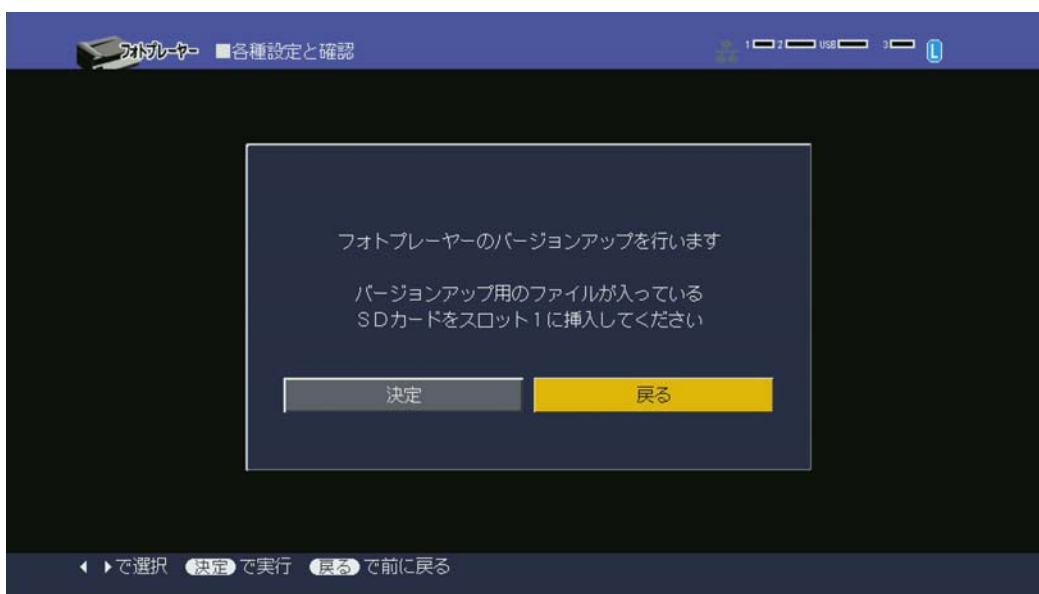 フォトプレーヤー ■各種設定と確認 1 2 USB 3 L
フォトプレーヤーのバージョンアップを行います
バージョンアップ用のファイルが入っている
SDカードをスロット1に挿入してください
決定 戻る
で選択 決定 で実行 戻る で前に戻る